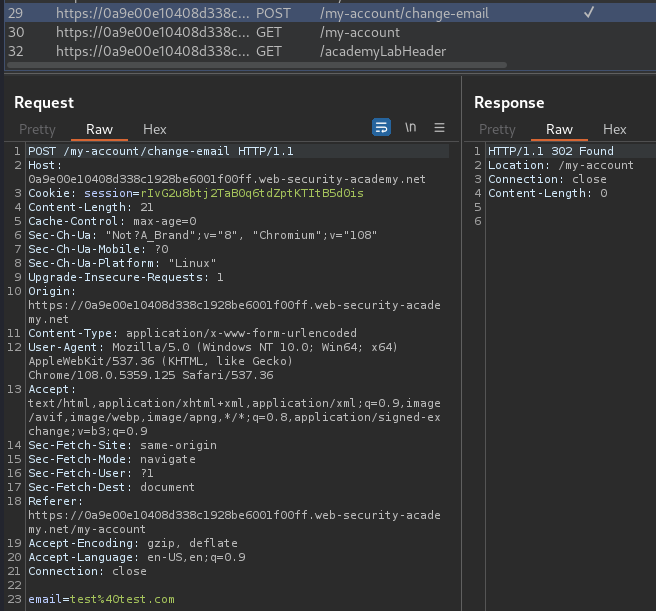 29 https://0a9e00e10408d338c... POST /my-account/change-email ✓
30 https://0a9e00e10408d338c... GET /my-account
32 https://0a9e00e10408d338c... GET /academyLabHeader
Request
Pretty Raw Hex \n
1 POST /my-account/change-email HTTP/1.1
2 Host:
0a9e00e10408d338c1928be6001f00ff.web-security-academy.net
3 Cookie: session=rIvG2u8btj2TaB0q6tdZptKTItB5d0is
4 Content-Length: 21
5 Cache-Control: max-age=0
6 Sec-Ch-Ua: "Not?A_Brand";v="8", "Chromium";v="108"
7 Sec-Ch-Ua-Mobile: ?0
8 Sec-Ch-Ua-Platform: "Linux"
9 Upgrade-Insecure-Requests: 1
10 Origin:
https://0a9e00e10408d338c1928be6001f00ff.web-security-acade
my.net
11 Content-Type: application/x-www-form-urlencoded
12 User-Agent: Mozilla/5.0 (Windows NT 10.0; Win64; x64)
AppleWebKit/537.36 (KHTML, like Gecko)
Chrome/108.0.5359.125 Safari/537.36
13 Accept:
text/html,application/xhtml+xml,application/xml;q=0.9,image
/avif,image/webp,image/apng,*/*;q=0.8,application/signed-ex
change;v=b3;q=0.9
14 Sec-Fetch-Site: same-origin
15 Sec-Fetch-Mode: navigate
16 Sec-Fetch-User: ?1
17 Sec-Fetch-Dest: document
18 Referer:
https://0a9e00e10408d338c1928be6001f00ff.web-security-acade
my.net/my-account
19 Accept-Encoding: gzip, deflate
20 Accept-Language: en-US,en;q=0.9
21 Connection: close
22
23 email=test%40test.com
Response
Pretty Raw Hex
1 HTTP/1.1 302 Found
2 Location: /my-account
3 Connection: close
4 Content-Length: 0
5
6